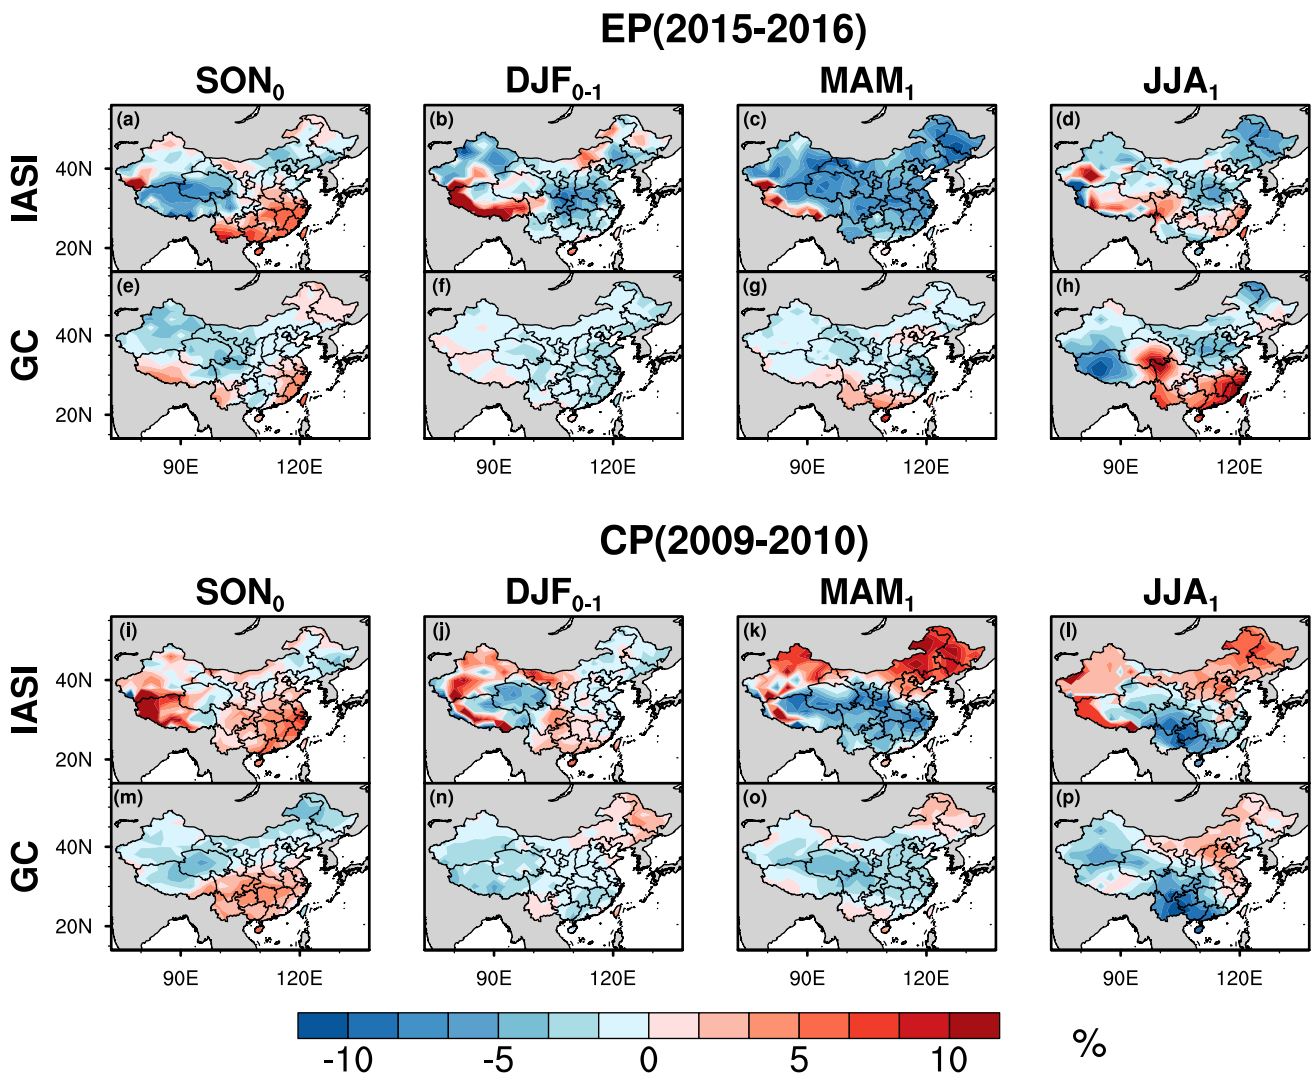 EP(2015-2016)
SON0 DJF0-1 MAM1 JJA1
IASI
(a) (b) (c) (d)
40N
20N
GC
(e) (f) (g) (h)
40N
20N
90E 120E 90E 120E 90E 120E 90E 120E
CP(2009-2010)
SON0 DJF0-1 MAM1 JJA1
IASI
(i) (j) (k) (l)
40N
20N
GC
(m) (n) (o) (p)
40N
20N
90E 120E 90E 120E 90E 120E 90E 120E
-10 -5 0 5 10 %